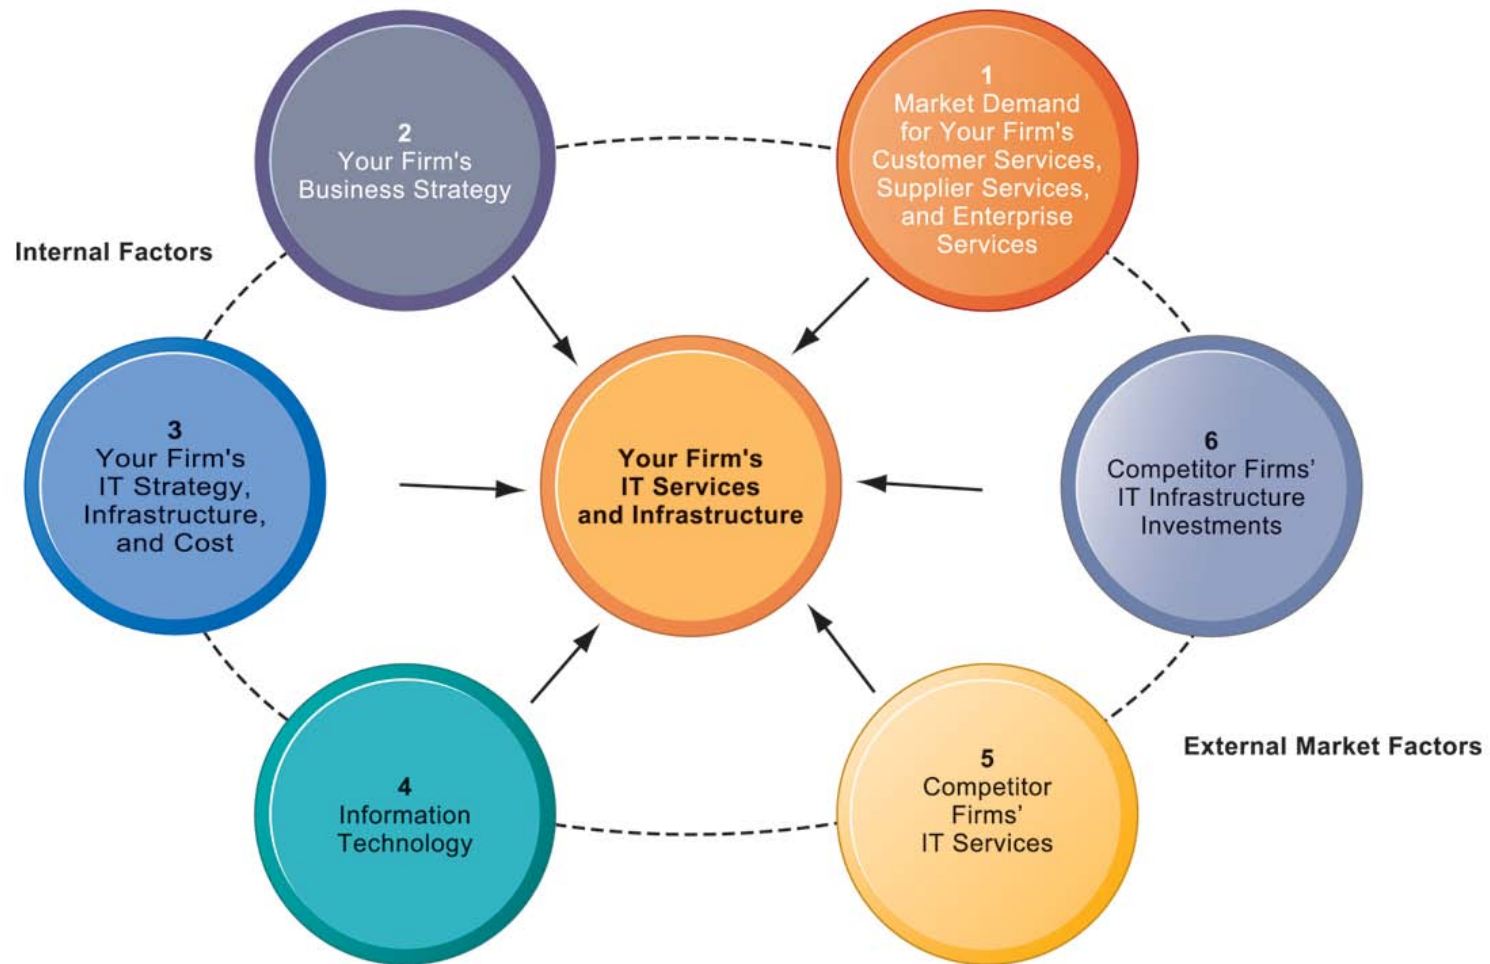 1
Market Demand
for Your Firm's
Customer Services,
Supplier Services,
and Enterprise
Services
2
Your Firm's
Business Strategy
Internal Factors
3
Your Firm's
IT Strategy,
Infrastructure,
and Cost
Your Firm's
IT Services
and Infrastructure
6
Competitor Firms’
IT Infrastructure
Investments
External Market Factors
4
Information
Technology
5
Competitor
Firms’
IT Services